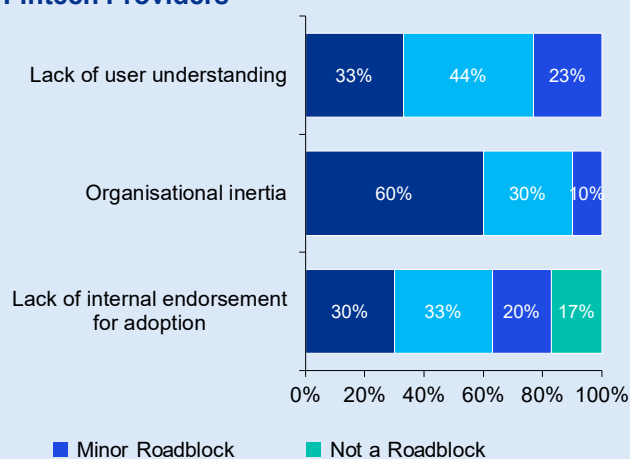 Fintech Providers
Lack of user understanding
33% 44% 23%
Organisational inertia
60% 30% 10%
Lack of internal endorsement
for adoption
30% 33% 20% 17%
0% 20% 40% 60% 80% 100%
Minor Roadblock Not a Roadblock